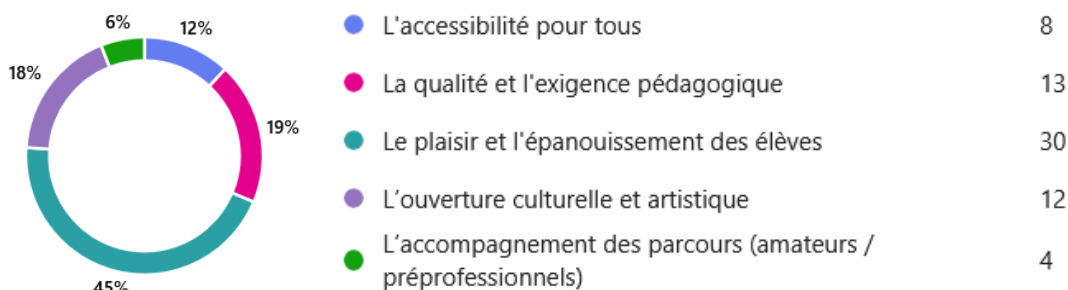 6%
12%
18%
19%
45%
L'accessibilité pour tous 8
La qualité et l'exigence pédagogique 13
Le plaisir et l'épanouissement des élèves 30
L’ouverture culturelle et artistique 12
L’accompagnement des parcours (amateurs /
préprofessionnels) 4